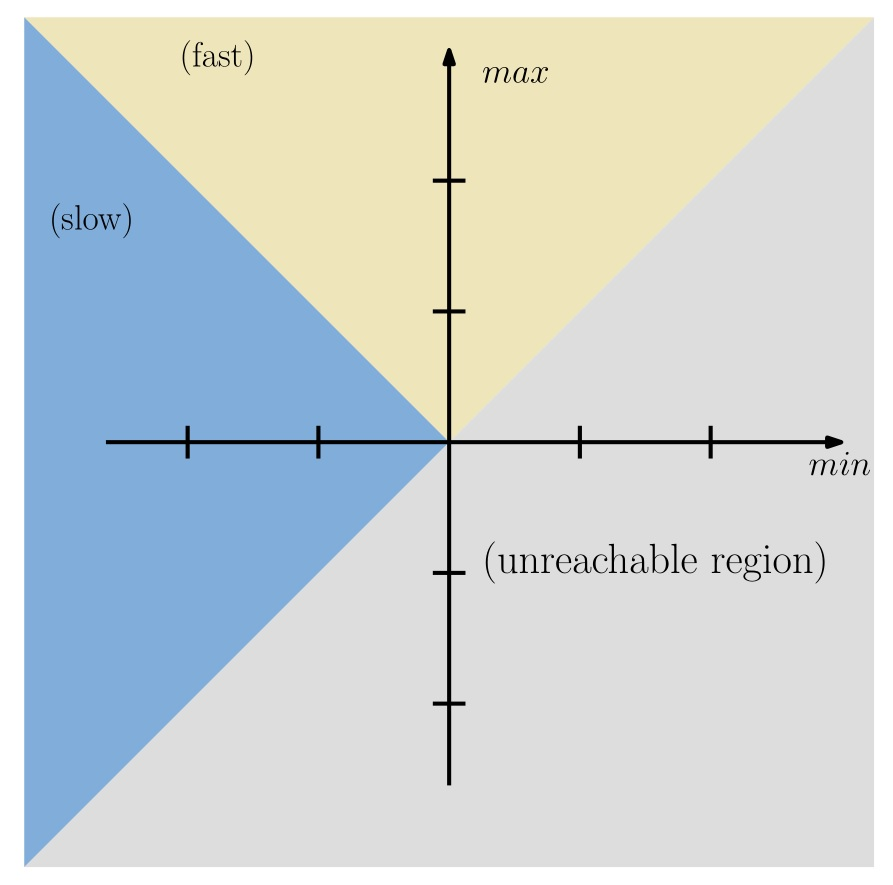 (fast)
max
(slow)
min
(unreachable region)